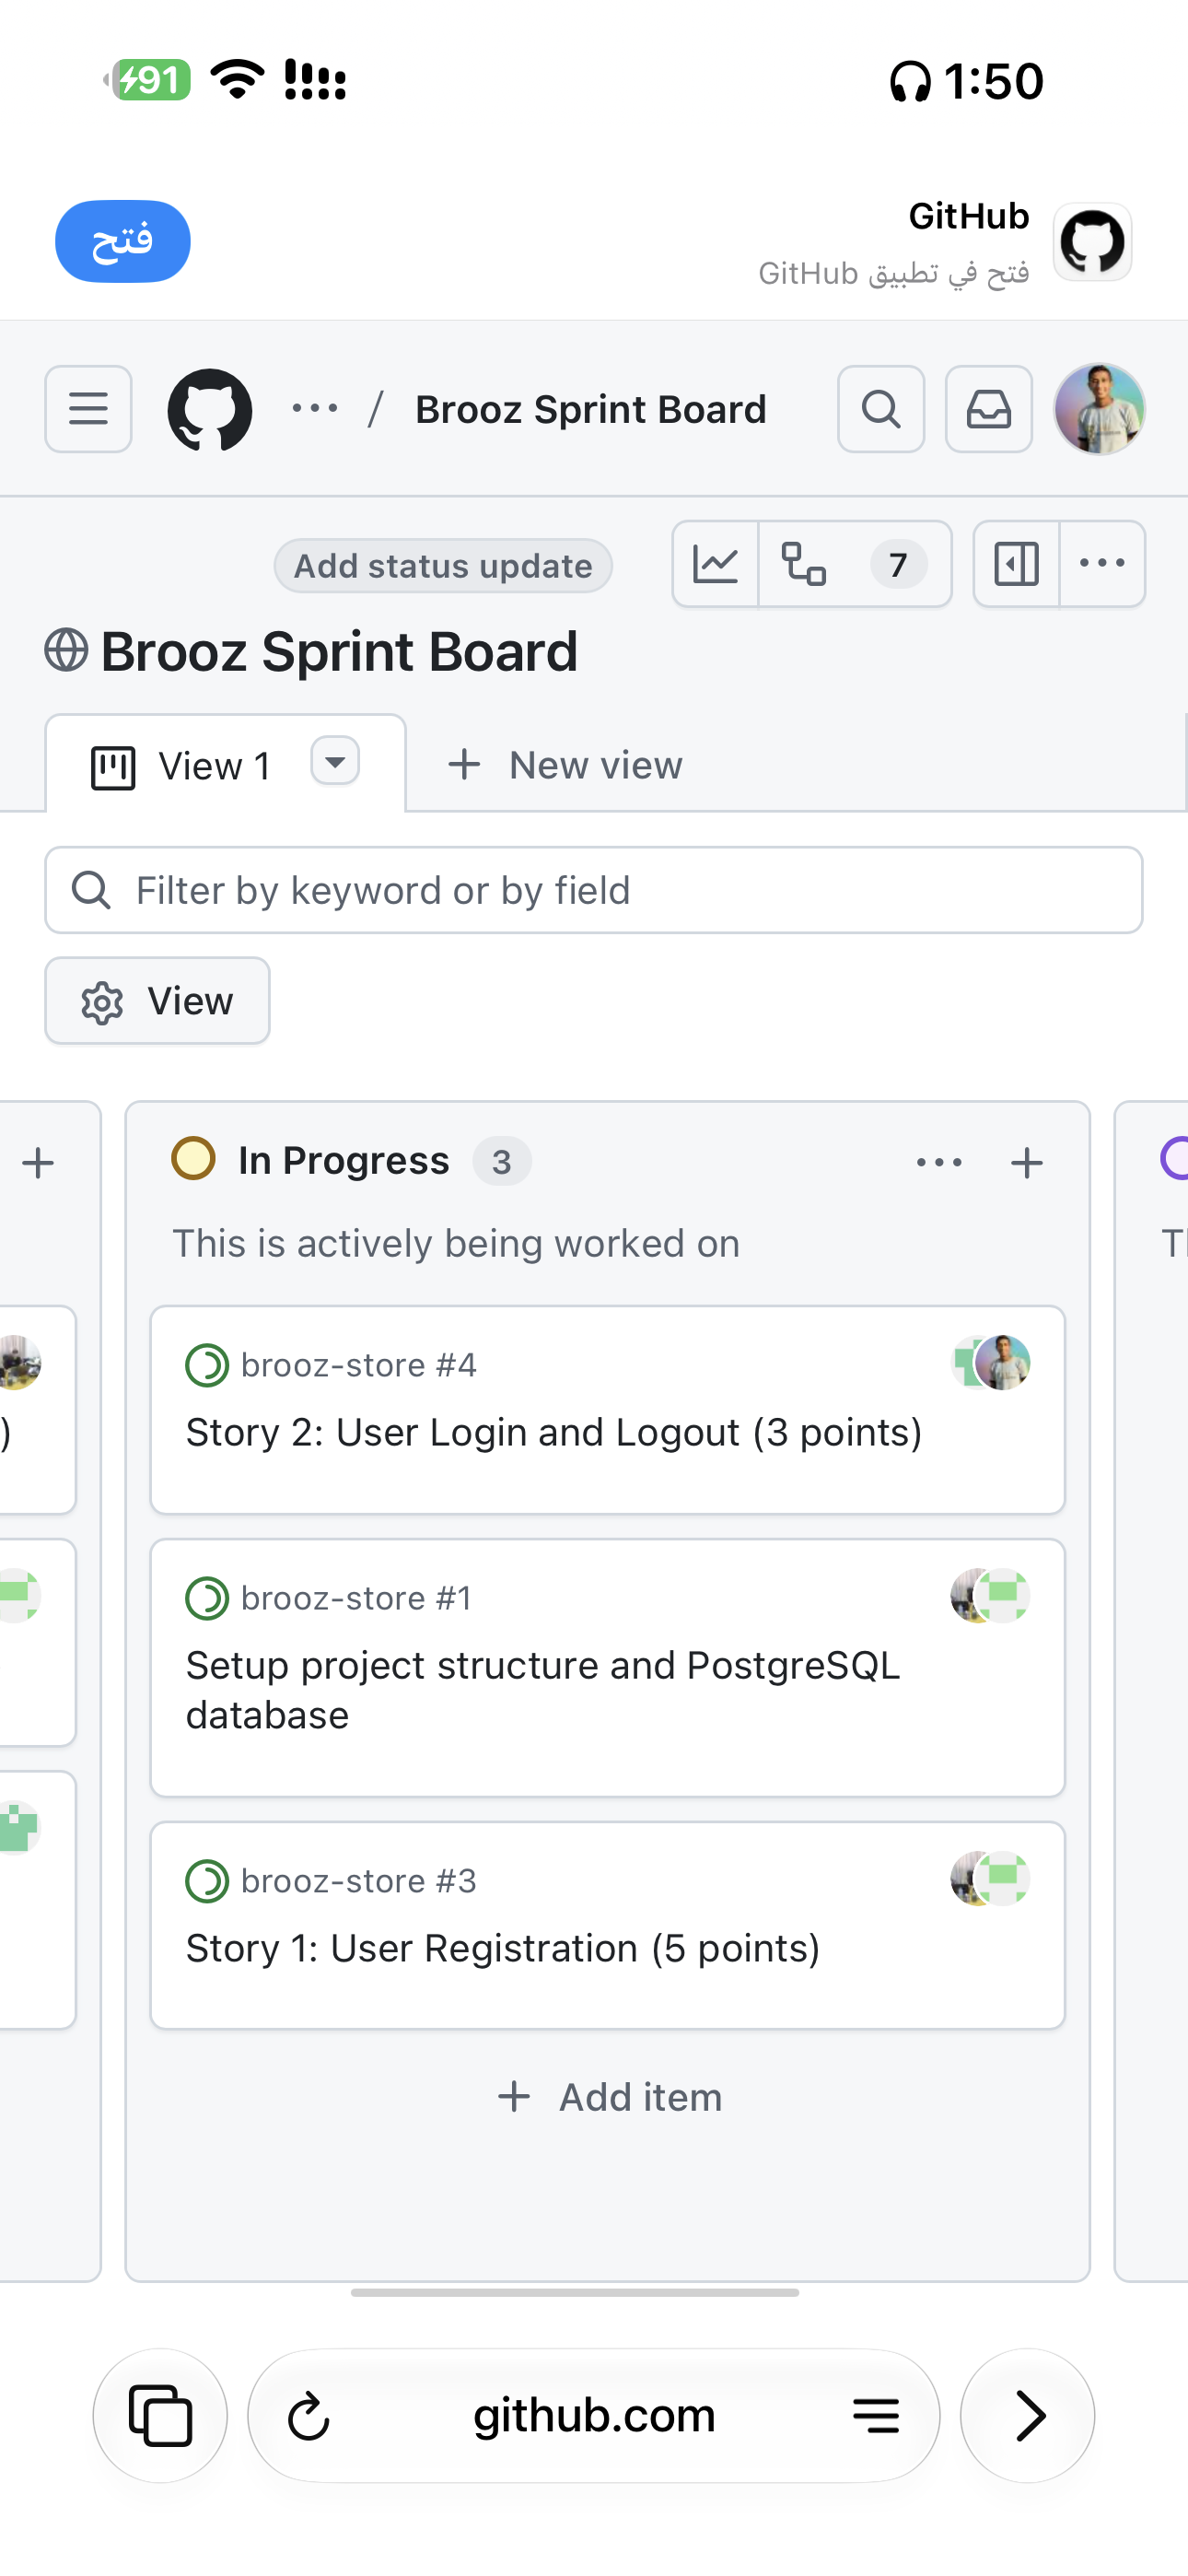 91
1:50
GitHub
فتح في تطبيق GitHub
فتح
... / Brooz Sprint Board
Add status update
7
Brooz Sprint Board
View 1
New view
Filter by keyword or by field
View
In Progress 3
This is actively being worked on
)
brooz-store #4
Story 2: User Login and Logout (3 points)
brooz-store #1
Setup project structure and PostgreSQL
database
brooz-store #3
Story 1: User Registration (5 points)
Add item
github.com